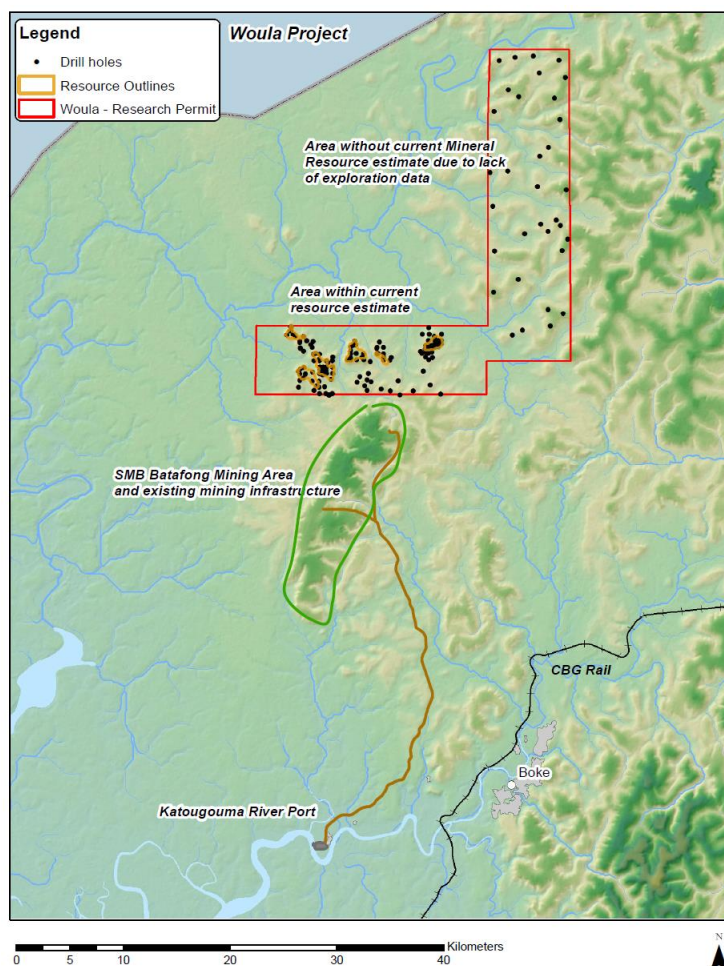 Legend
Drill holes
Resource Outlines
Woula - Research Permit
Woula Project
Area without current Mineral
Resource estimate due to lack
of exploration data
Area within current
resource estimate
SMB Batafong Mining Area
and existing mining infrastructure
CBG Rail
Boke
Katougouma River Port
Kilometers
0 5 10 20 30 40
N